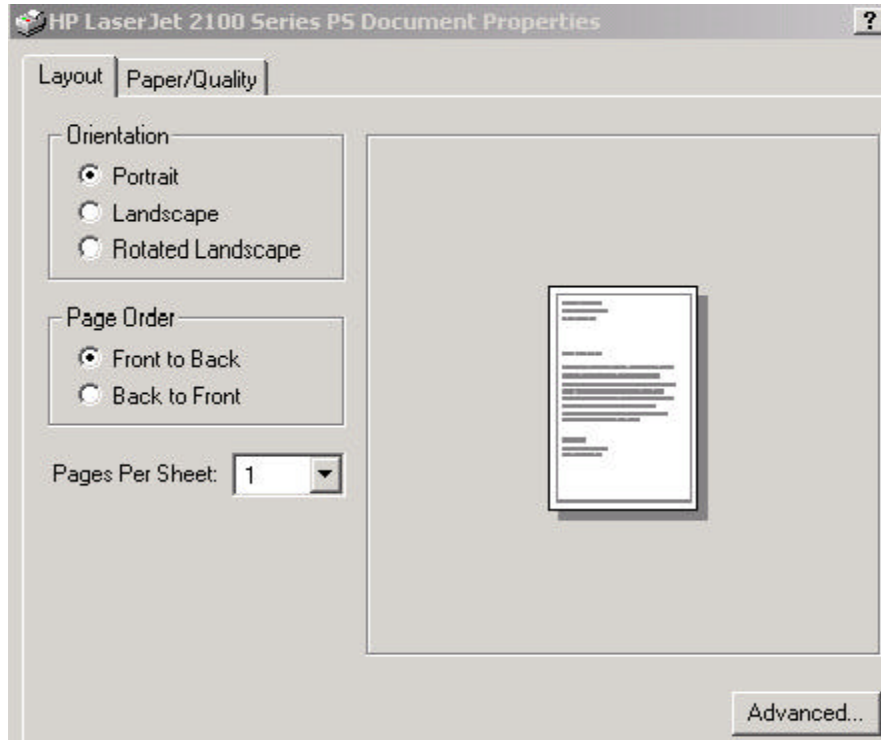 HP LaserJet 2100 Series PS Document Properties ?
Layout Paper/Quality
Orientation
Portrait
Landscape
Rotated Landscape
Page Order
Front to Back
Back to Front
Pages Per Sheet: 1
Advanced...